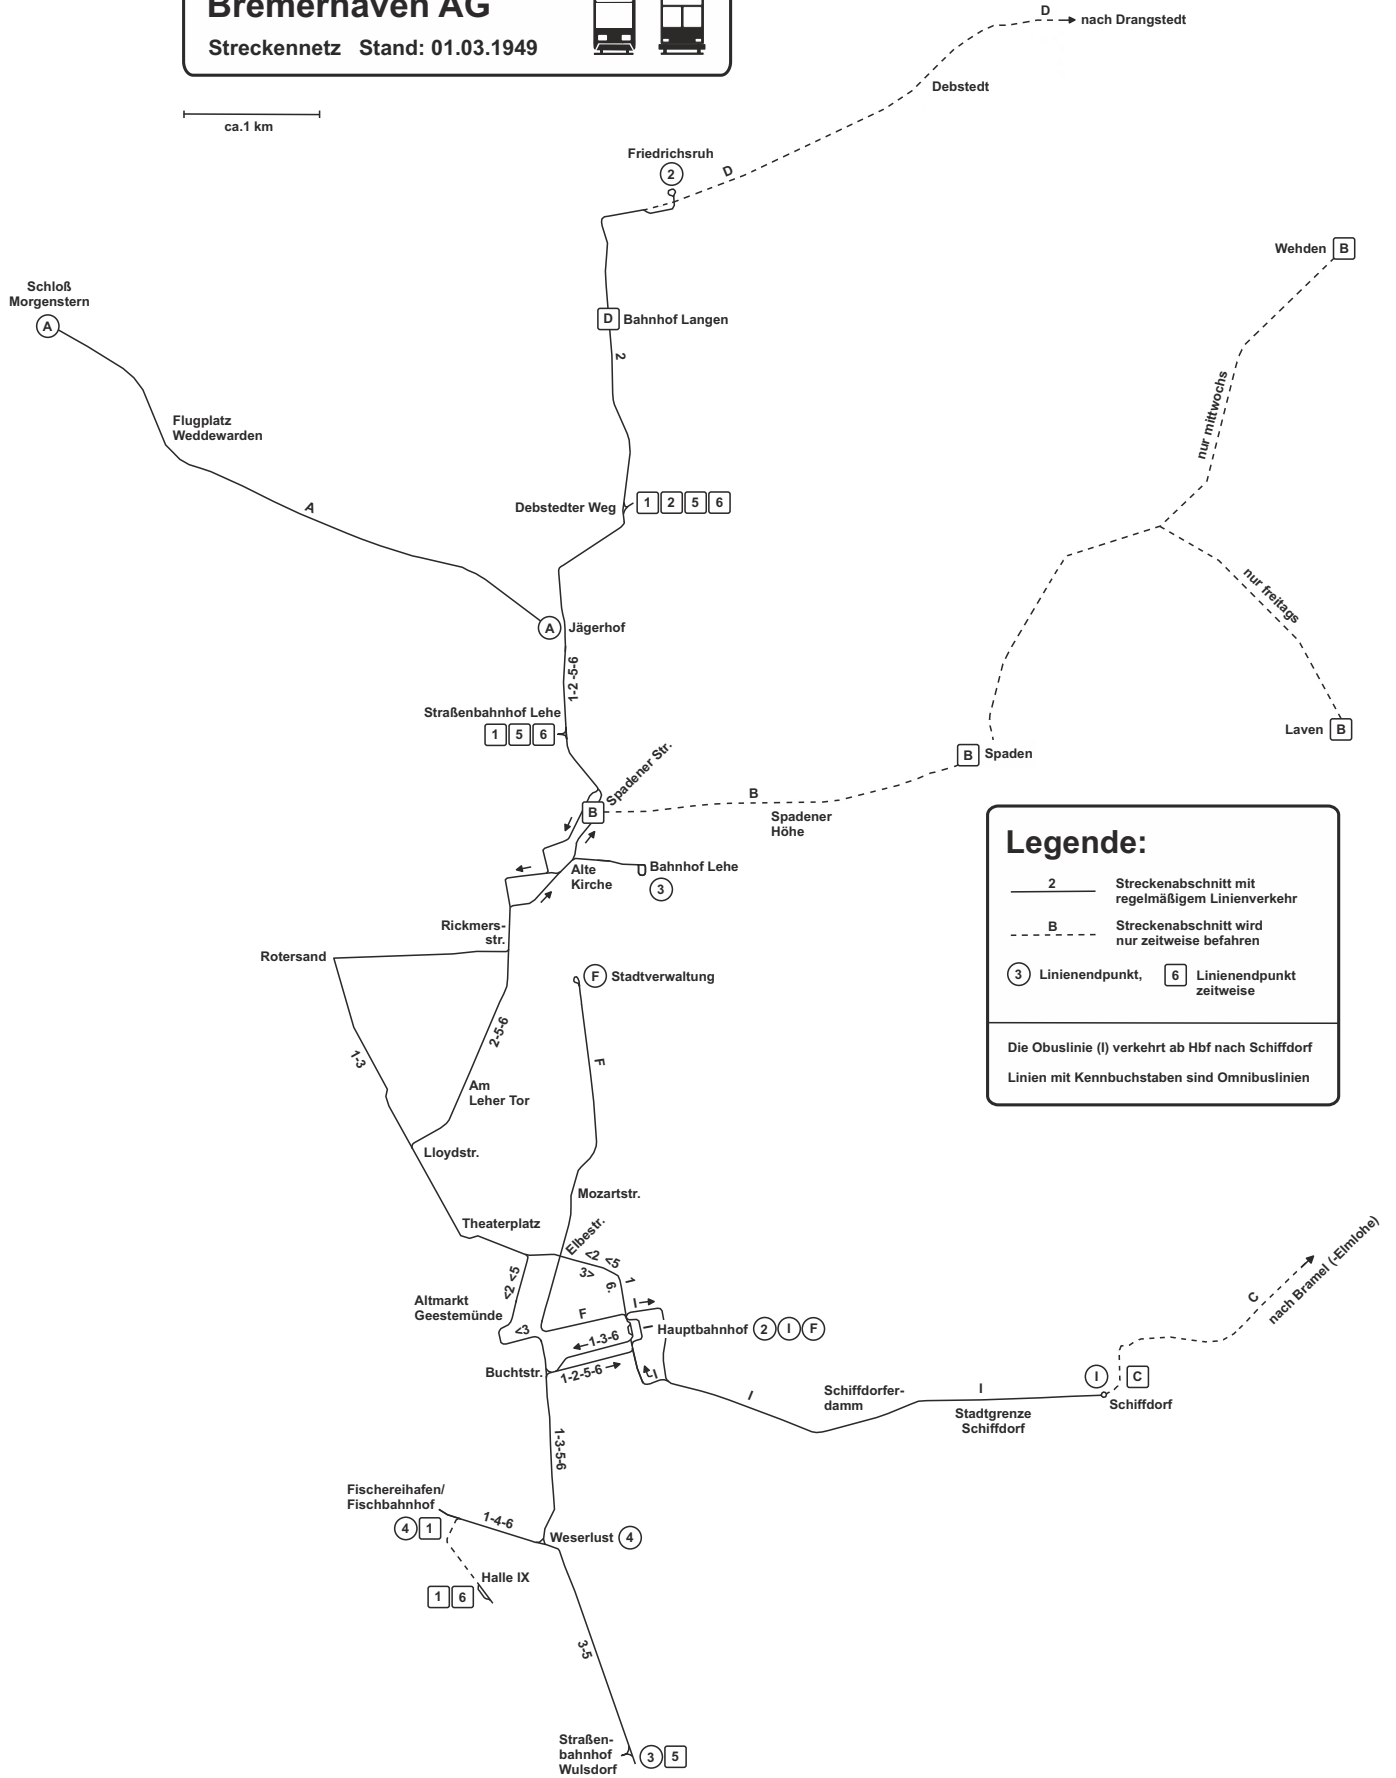 Bremerhaven AG
Streckennetz Stand: 01.03.1949
ca.1 km
D
nach Drangstedt
Debstedt
D
Friedrichsruh
2
Wehden B
Schloß
Morgenstern
A
D Bahnhof Langen
2
nur mittwochs
Flugplatz
Weddewarden
A
Debstedter Weg 1 2 5 6
nur freitags
A Jägerhof
1-2 -5-6
Straßenbahnhof Lehe
1 5 6
Laven B
B Spaden
Spadener Str.
B
B
Spadener
Höhe
Alte
Kirche
Bahnhof Lehe
3
Legende:
2
Streckenabschnitt mit
regelmäßigem Linienverkehr
B
Streckenabschnitt wird
nur zeitweise befahren
3 Linienendpunkt,
6 Linienendpunkt
zeitweise
Die Obuslinie (I) verkehrt ab Hbf nach Schiffdorf
Linien mit Kennbuchstaben sind Omnibuslinien
Rickmers-
str.
Rotersand
F Stadtverwaltung
2-5-6
1-3
F
Am
Leher Tor
Lloydstr.
Mozartstr.
Theaterplatz
Elbestr.
<2 <5
3>
6.
1
<2 <5
Altmarkt
Geestemünde
I
F
<3
1-3-6
Hauptbahnhof 2 I F
Buchtstr.
1-2-5-6
I
I
Schiffdorfer-
damm
I
Stadtgrenze
Schiffdorf
I C
Schiffdorf
C
nach Bramel (-Elmlohe)
1-3-5-6
Fischereihafen/
Fischbahnhof
4 1
1-4-6
Weserlust 4
Halle IX
1 6
3-5
Straßen-
bahnhof
Wulsdorf
3 5